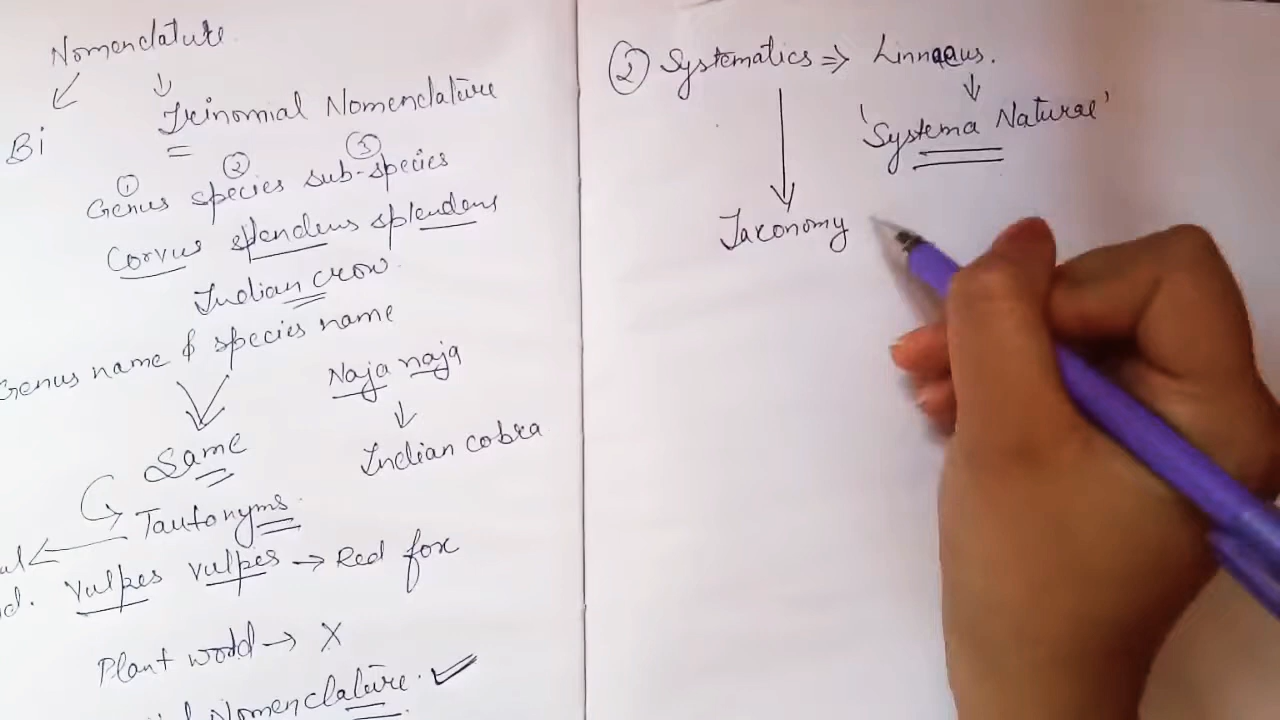 Nomenclature
Bi
Trinomial Nomenclature
① ② ③
Genus species sub-species
Corvus splendens splendens
Indian crow
Genus name & species name
Same
Naja naja
Indian cobra
Tautonyms
Vulpes vulpes → Red fox
Plant world → X
Nomenclature. ✓
② Systematics ⇒ Linnaeus.
'Systema Naturae'
Taxonomy